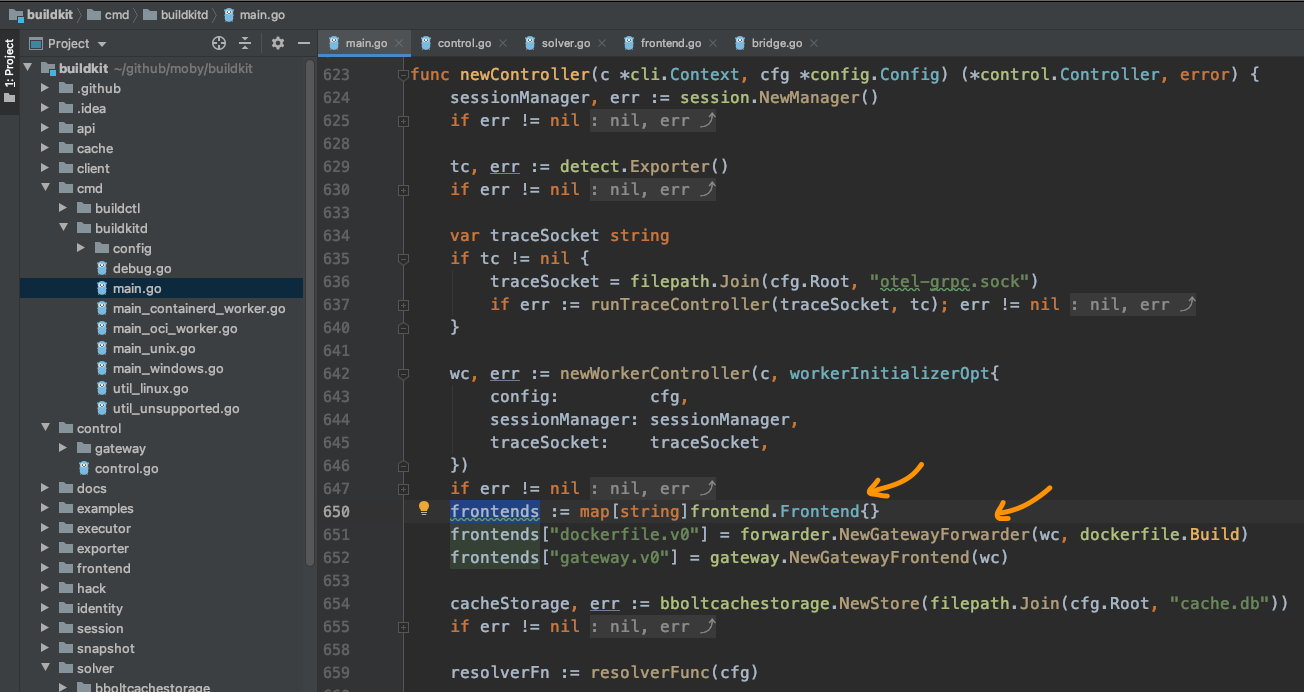 buildkit cmd buildkitd main.go
1: Project
Project
main.go control.go solver.go frontend.go bridge.go
buildkit ~/github/moby/buildkit
.github
.idea
api
cache
client
cmd
buildctl
buildkitd
config
debug.go
main.go
main_containerd_worker.go
main_oci_worker.go
main_unix.go
main_windows.go
util_linux.go
util_unsupported.go
control
gateway
control.go
docs
examples
executor
exporter
frontend
hack
identity
session
snapshot
solver
bboltcachestorage
623 func newController(c *cli.Context, cfg *config.Config) (*control.Controller, error) {
624 sessionManager, err := session.NewManager()
625 if err != nil : nil, err
628
629 tc, err := detect.Exporter()
630 if err != nil : nil, err
633
634 var traceSocket string
635 if tc != nil {
636 traceSocket = filepath.Join(cfg.Root, "otel-grpc.sock")
637 if err := runTraceController(traceSocket, tc); err != nil : nil, err
640 }
641
642 wc, err := newWorkerController(c, workerInitializerOpt{
643 config: cfg,
644 sessionManager: sessionManager,
645 traceSocket: traceSocket,
646 })
647 if err != nil : nil, err
650 frontends := map[string]frontend.Frontend{}
651 frontends["dockerfile.v0"] = forwarder.NewGatewayForwarder(wc, dockerfile.Build)
652 frontends["gateway.v0"] = gateway.NewGatewayFrontend(wc)
653
654 cacheStorage, err := bboltcachestorage.NewStore(filepath.Join(cfg.Root, "cache.db"))
655 if err != nil : nil, err
658
659 resolverFn := resolverFunc(cfg)